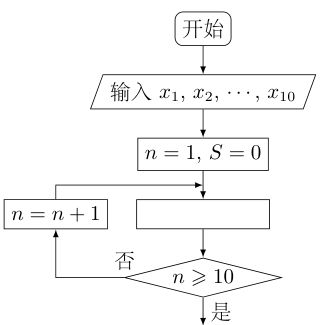 开始
输入 x₁, x₂, ⋯, x₁₀
n = 1, S = 0
n = n + 1
否
n ⩾ 10
是